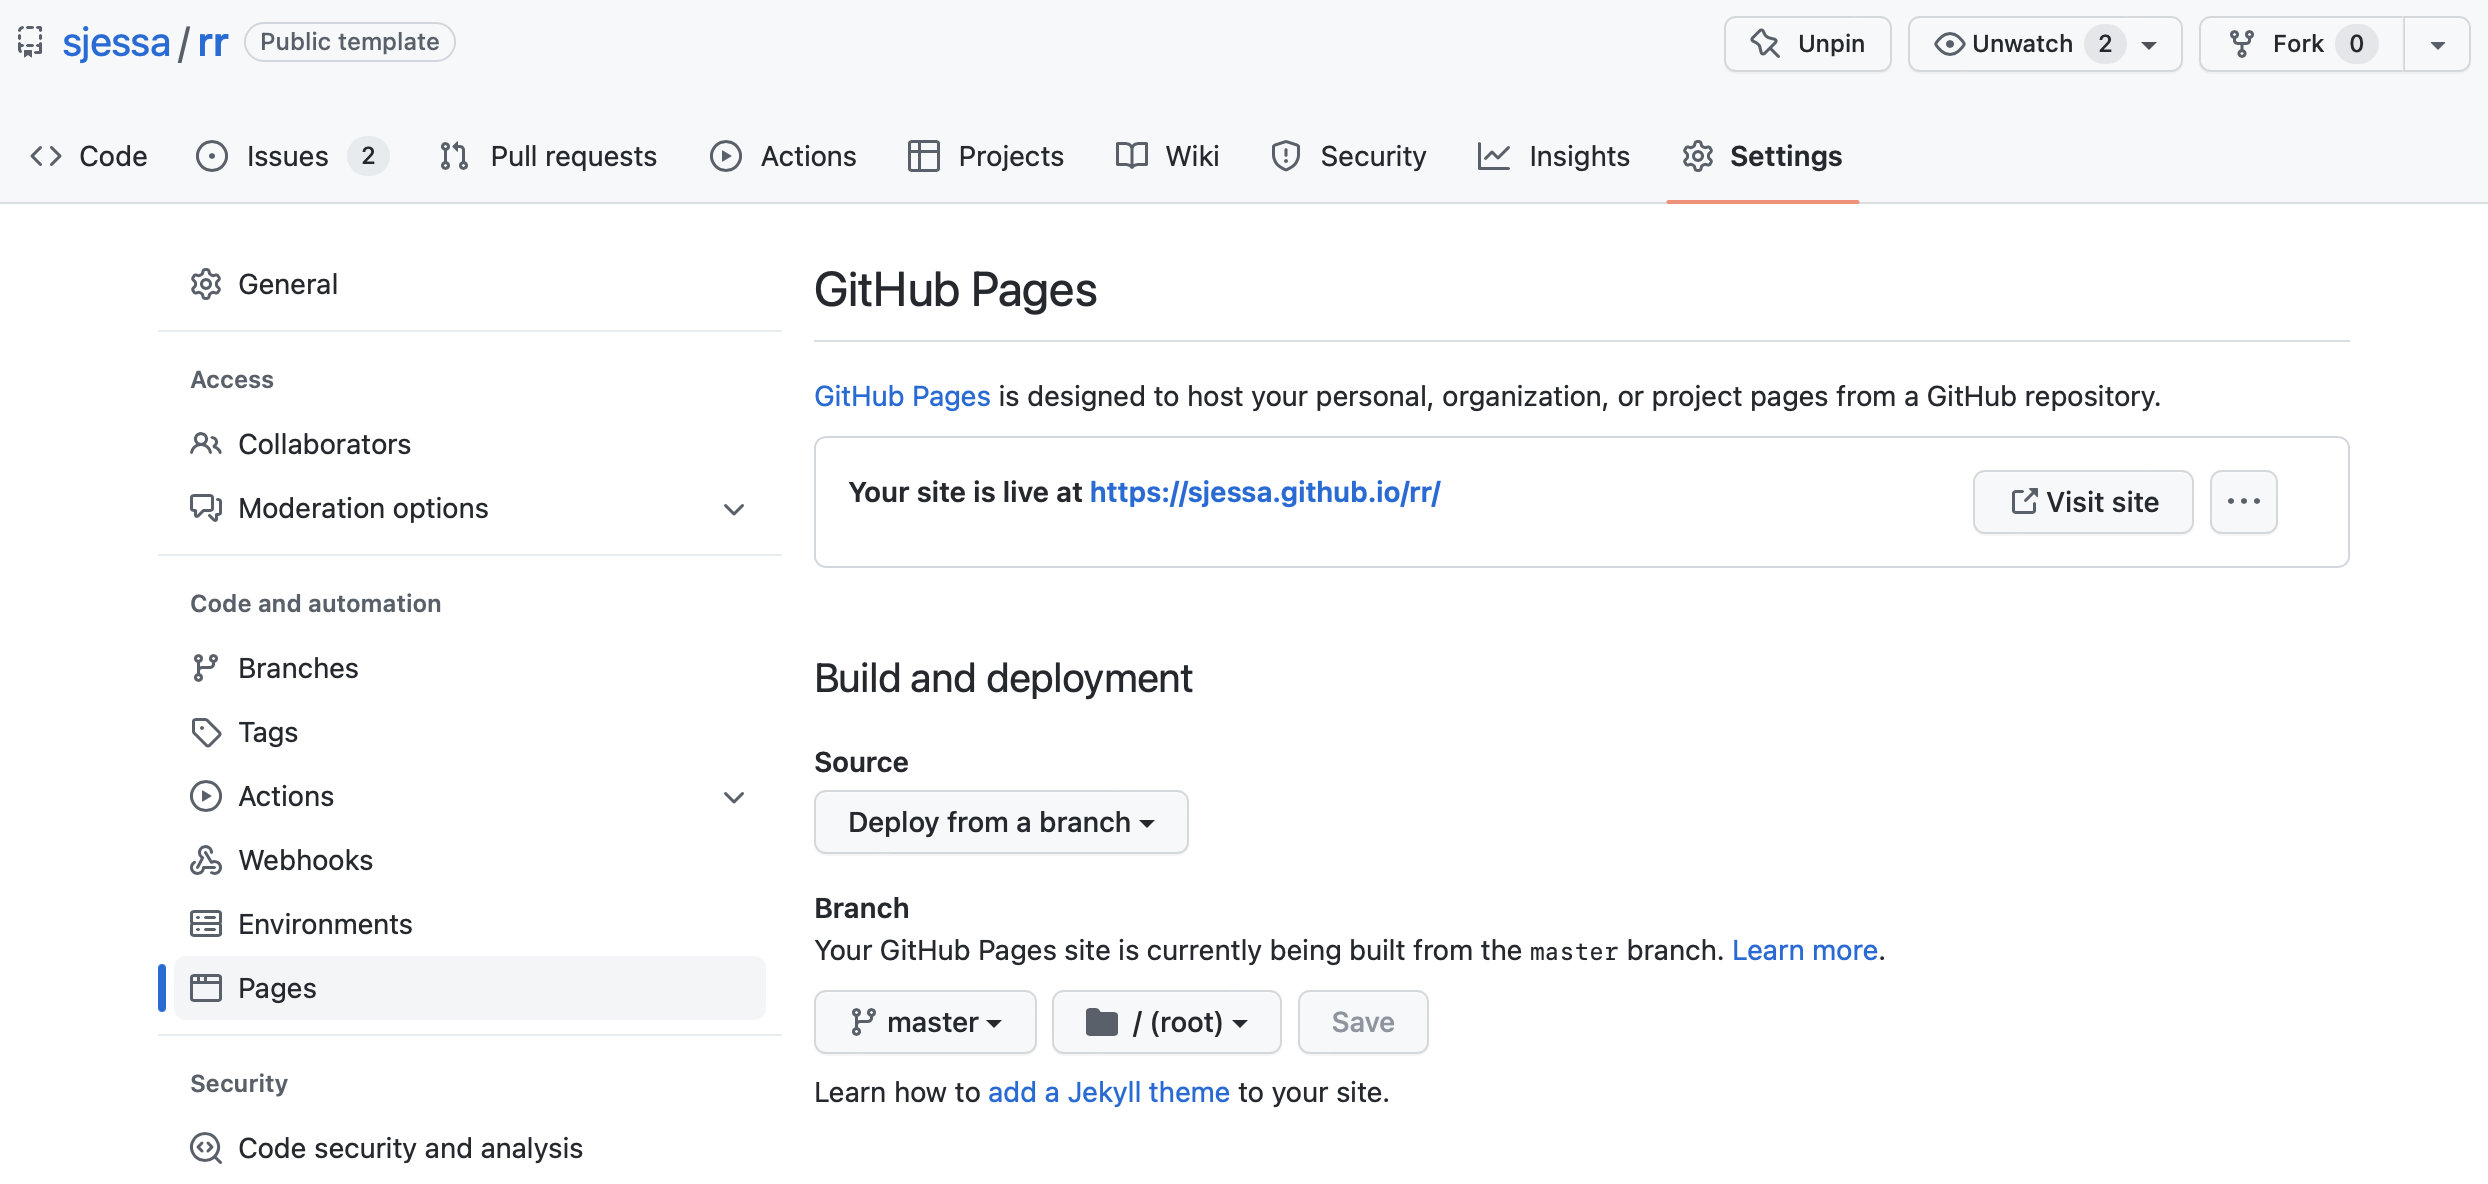 sjessa / rr Public template Unpin Unwatch 2 Fork 0
Code Issues 2 Pull requests Actions Projects Wiki Security Insights Settings
General
Access
Collaborators
Moderation options
Code and automation
Branches
Tags
Actions
Webhooks
Environments
Pages
Security
Code security and analysis
GitHub Pages
GitHub Pages is designed to host your personal, organization, or project pages from a GitHub repository.
Your site is live at https://sjessa.github.io/rr/
Visit site
Build and deployment
Source
Deploy from a branch
Branch
Your GitHub Pages site is currently being built from the master branch. Learn more.
master / (root) Save
Learn how to add a Jekyll theme to your site.